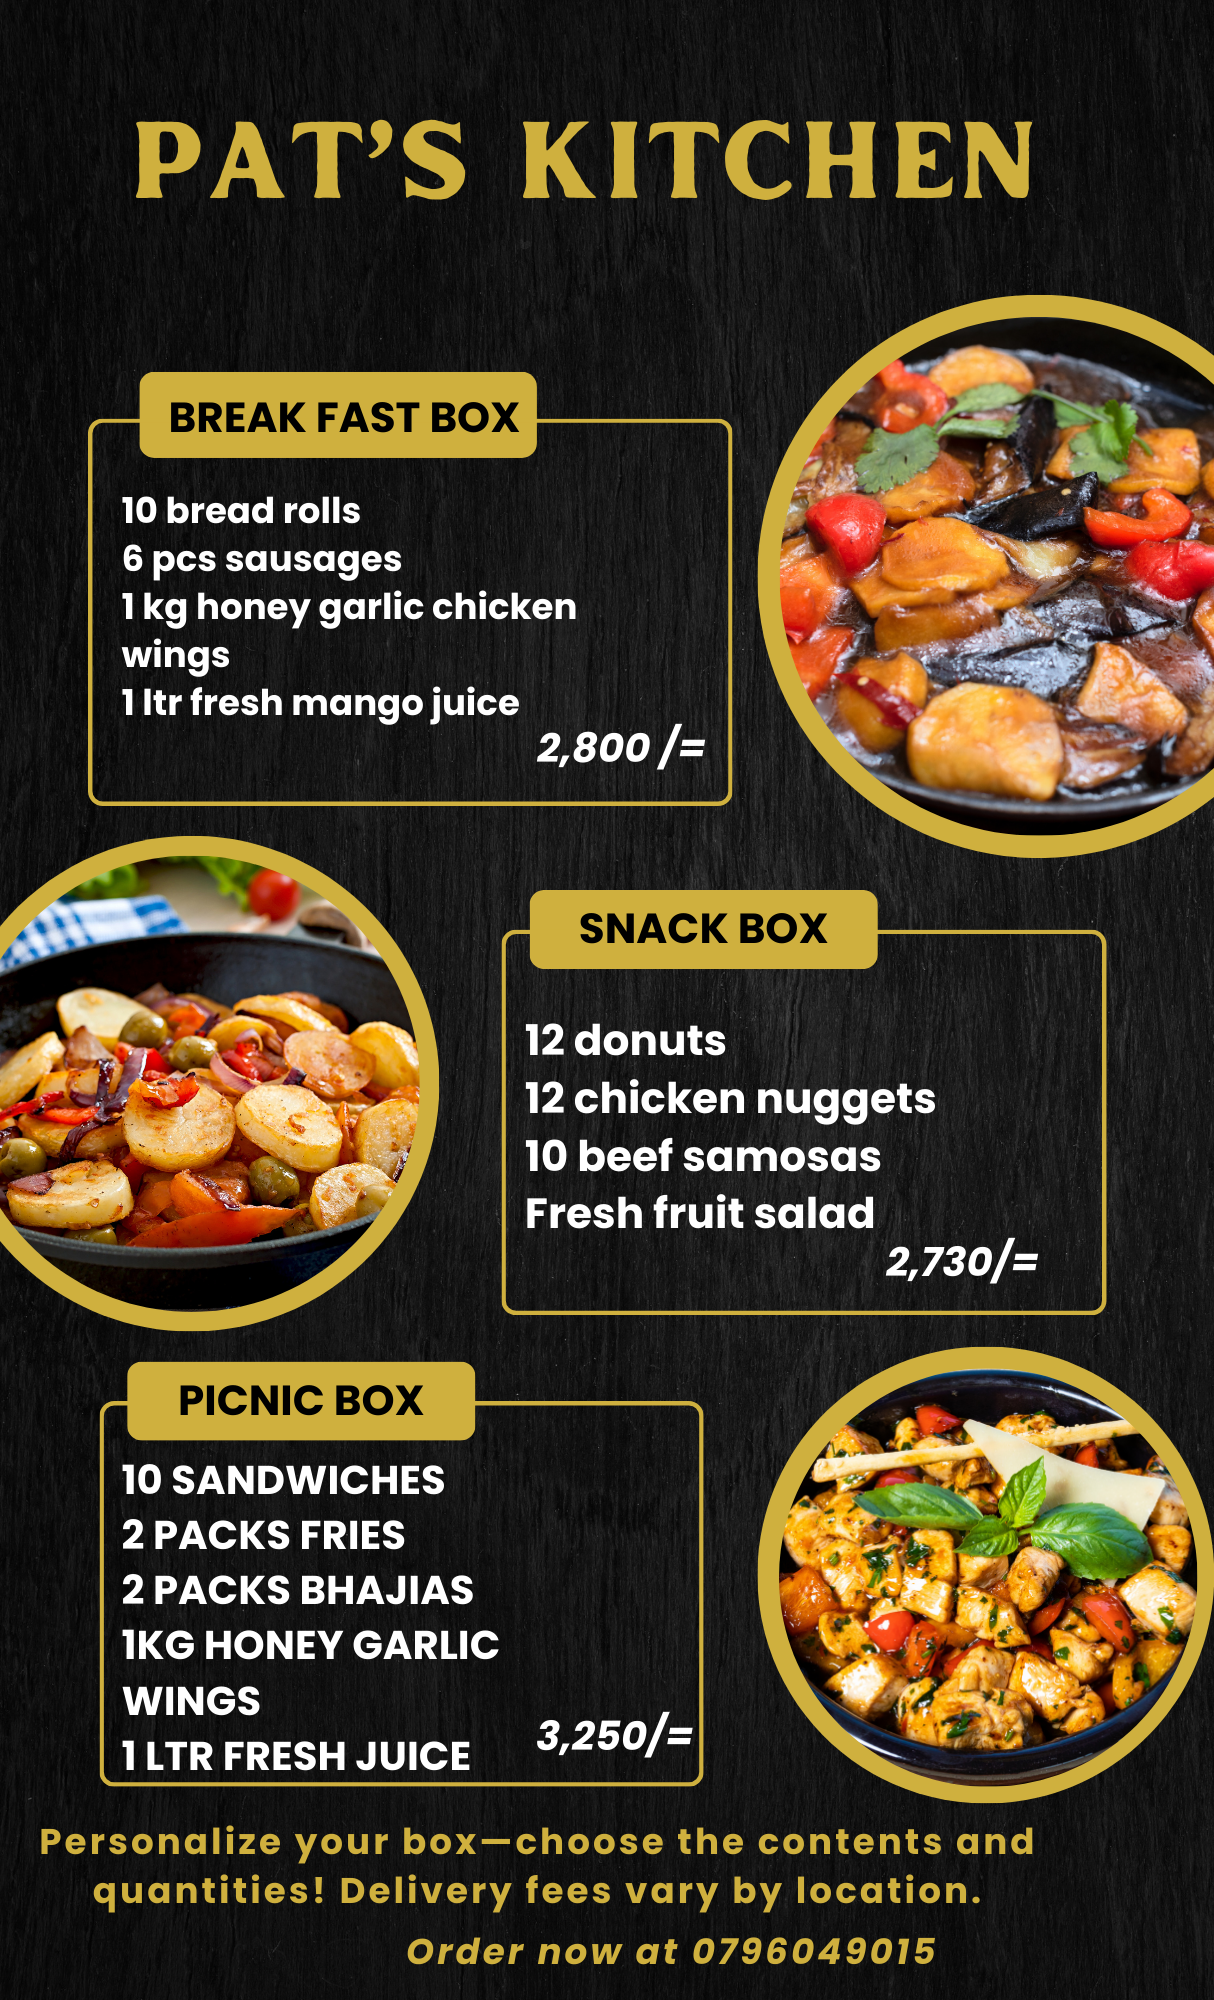 PAT'S KITCHEN
BREAK FAST BOX
10 bread rolls
6 pcs sausages
1 kg honey garlic chicken
wings
1 ltr fresh mango juice
2,800 /=
SNACK BOX
12 donuts
12 chicken nuggets
10 beef samosas
Fresh fruit salad
2,730/=
PICNIC BOX
10 SANDWICHES
2 PACKS FRIES
2 PACKS BHAJIAS
1KG HONEY GARLIC
WINGS
1 LTR FRESH JUICE
3,250/=
Personalize your box—choose the contents and
quantities! Delivery fees vary by location.
Order now at 0796049015